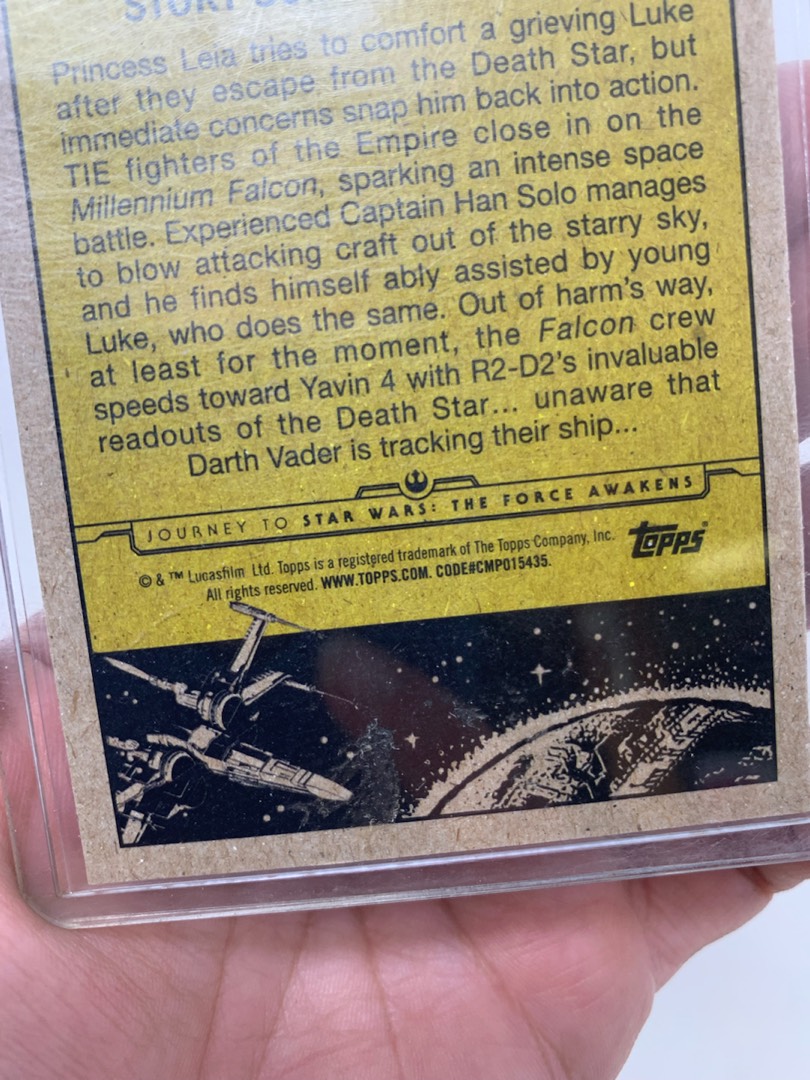 STORY
Princess Leia tries to comfort a grieving Luke
after they escape from the Death Star, but
immediate concerns snap him back into action.
TIE fighters of the Empire close in on the
Millennium Falcon, sparking an intense space
battle. Experienced Captain Han Solo manages
to blow attacking craft out of the starry sky,
and he finds himself ably assisted by young
Luke, who does the same. Out of harm's way,
at least for the moment, the Falcon crew
speeds toward Yavin 4 with R2-D2's invaluable
readouts of the Death Star... unaware that
Darth Vader is tracking their ship...
JOURNEY TO STAR WARS: THE FORCE AWAKENS
© & ™ Lucasfilm Ltd. Topps is a registered trademark of The Topps Company, Inc.
All rights reserved. WWW.TOPPS.COM. CODE#CMP015435.
Topps®